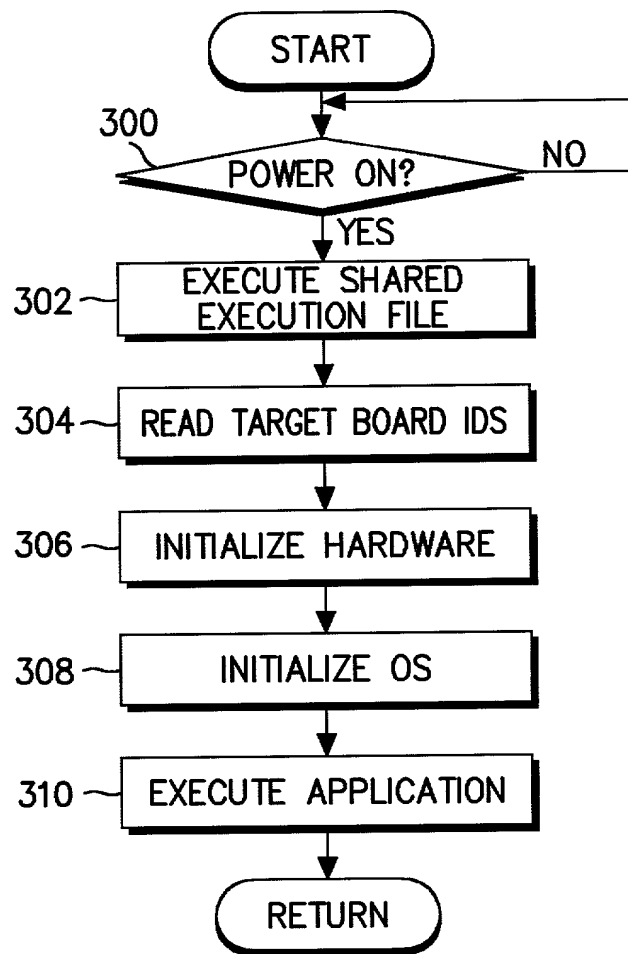 START
300
POWER ON?
NO
YES
302
EXECUTE SHARED
EXECUTION FILE
304
READ TARGET BOARD IDS
306
INITIALIZE HARDWARE
308
INITIALIZE OS
310
EXECUTE APPLICATION
RETURN